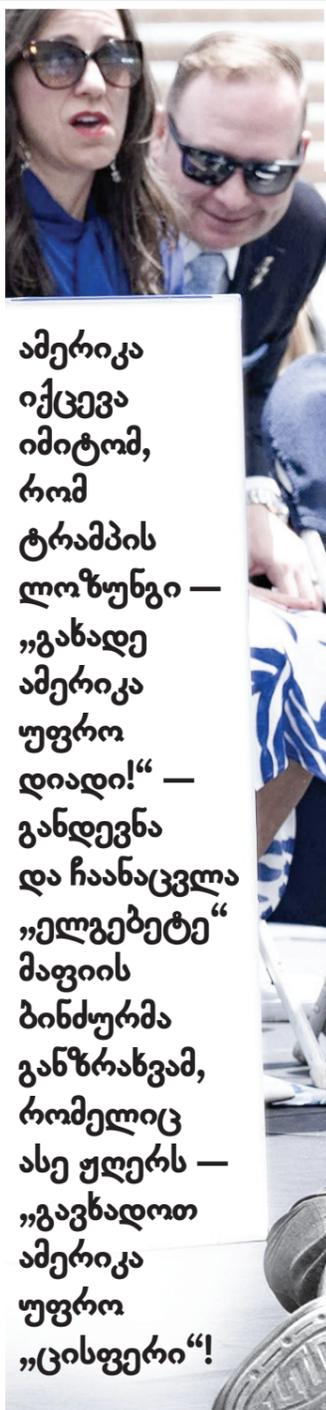 ამერიკა
იქცევა
იმიტომ,
რომ
ტრამპის
ლოზუნგი —
„გახადე
ამერიკა
უფრო
დიადი!“ —
განდევნა
და ჩაანაცვლა
„ელგებეტე“
მაფიის
ბინძურმა
განზრახვამ,
რომელიც
ასე ჟღერს —
„გავხადოთ
ამერიკა
უფრო
„ცისფერი“!